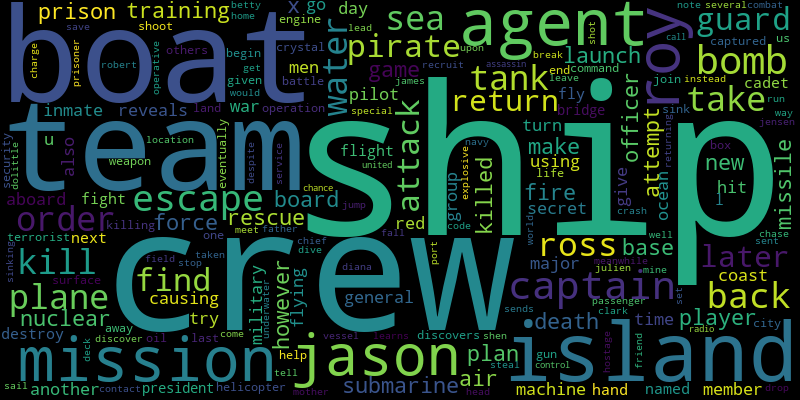 prison training
boat
agent
sea
x go day
pirate
water
game
guard
bomb
roy
launch
men
pilot
tank
return
take
officer
cadet
team
ship
crew
attack
escape
board
fight
aboard
inmate reveals
war
flight
using
make
turn
attempt
new
hit
missile
ocean
give
fire
secret
group
killed
red
rescue
force
order
kill
find
plane
causing
try
nuclear
military
however
flying
general
captain
ross
base
major
later
coast
back
death
time
player
island
mission
jason
plan
air
submarine
destroy
away
another
president
helicopter
help
machine hand named member
gun
sink
bridge
join
instead
captured
us
note several combat
betty
home
engine
crystal
begin
get
given
would
battle
operation
land
others
shoot
save
charge
prisoner
robert
operative
security
dolittle
also
weapon
location
eventually
despite
service
killing
terrorist next
sinking
surface
field
stop
one
taken
meet father
chief
dive
fall
chance
united
jump
special
james
lead
recruit
upon
assassin
break
leave
end
command
shot
fly
call
run
way
jensen
returning
box
radio
navy
explosive
life
code
crash
world
well
meanwhile
julien
mine
passenger
clark
set
city
chase
sent
friend
hostage
control
steal
sends
discovers shen
vessel learns
port
diana
underwater
come
tell
mother
head
contact
sail
deck
discover oil last
drop
u
l